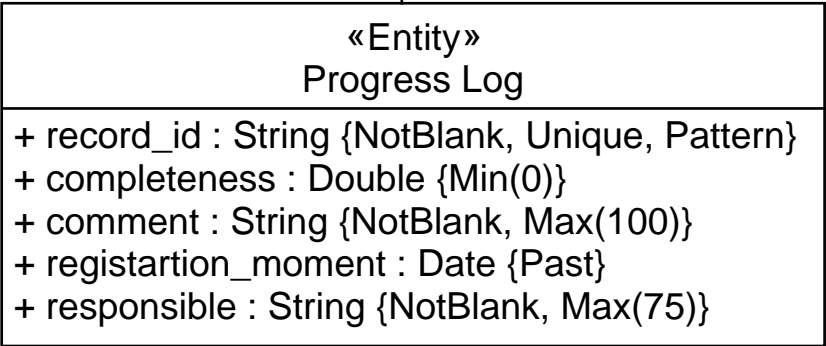 «Entity»
Progress Log
+ record_id : String {NotBlank, Unique, Pattern}
+ completeness : Double {Min(0)}
+ comment : String {NotBlank, Max(100)}
+ registartion_moment : Date {Past}
+ responsible : String {NotBlank, Max(75)}